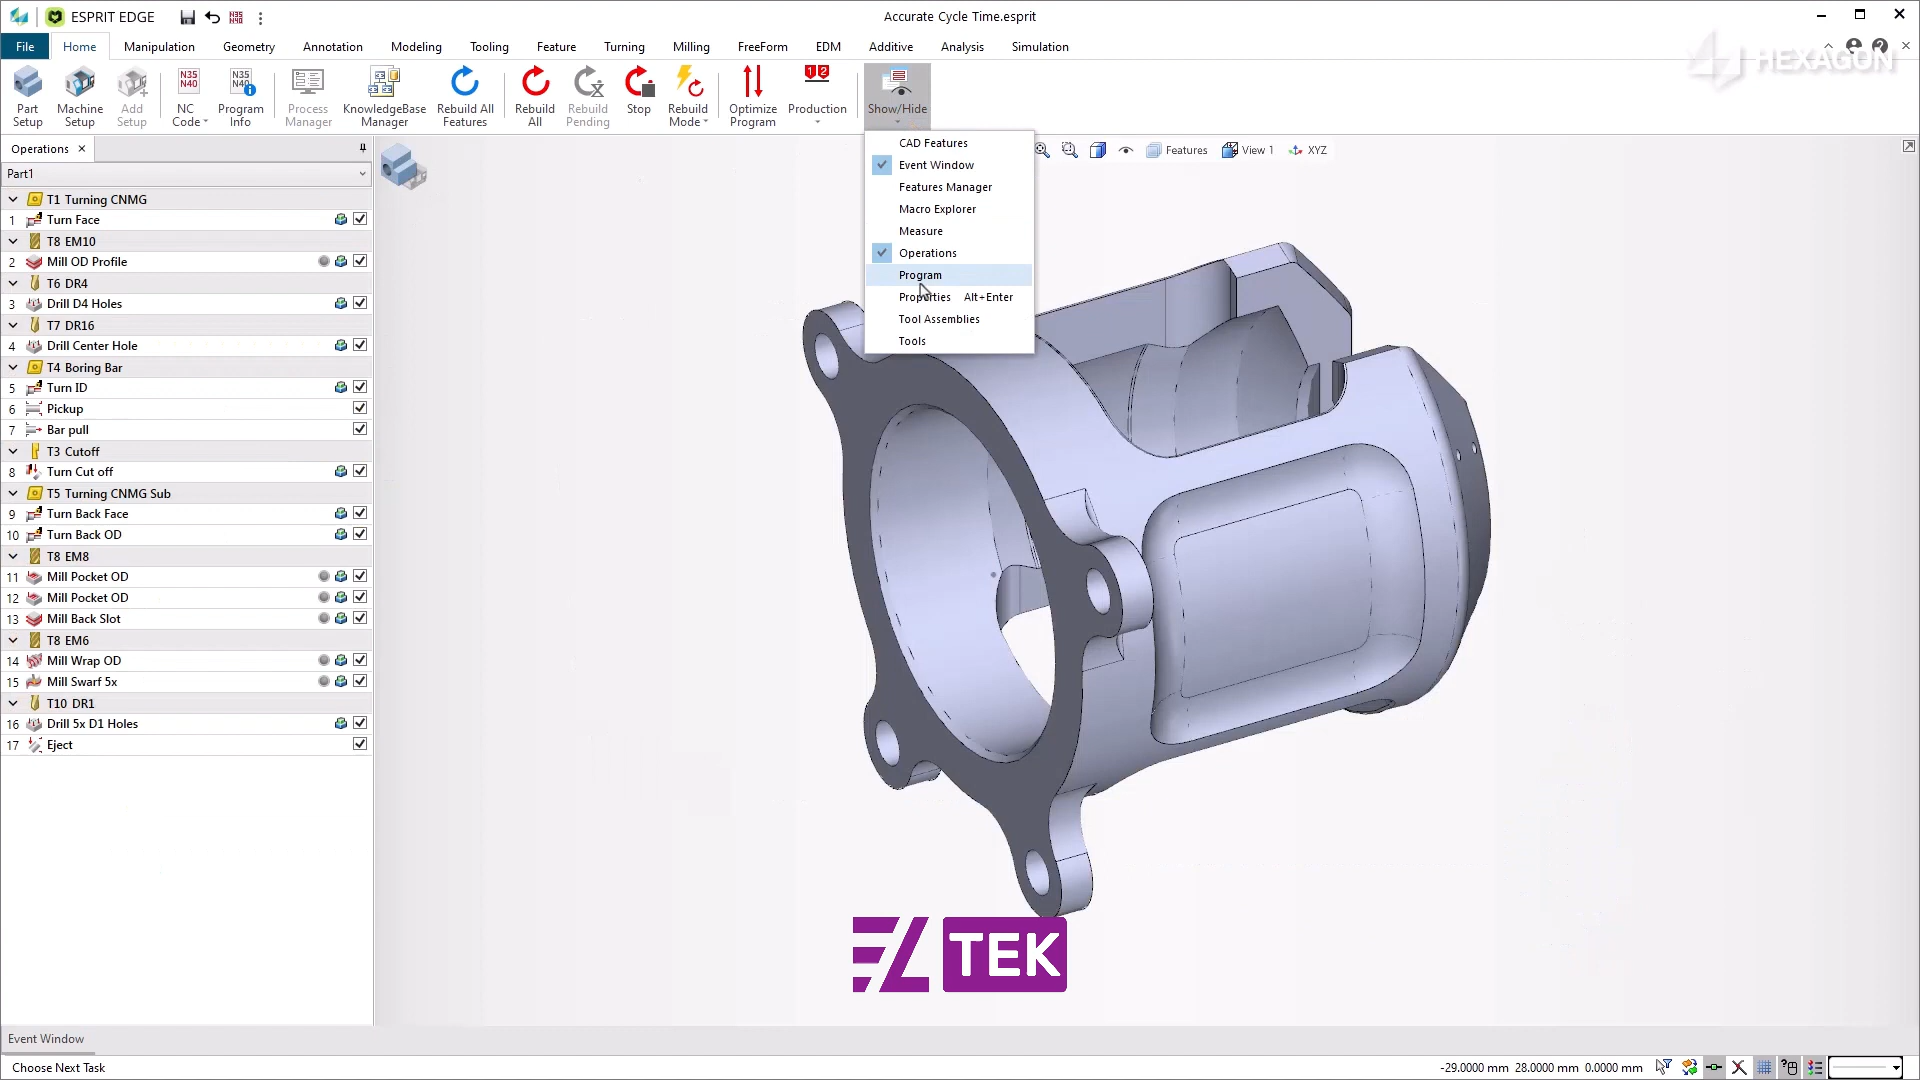 ESPRIT EDGE
N35
N40
Accurate Cycle Time.esprit
File Home Manipulation Geometry Annotation Modeling Tooling Feature Turning Milling FreeForm EDM Additive Analysis Simulation
HEXAGON
Part Setup
Machine Setup
Add Setup
N35
N40
NC Code
N35
N40
Program Info
Process Manager
KnowledgeBase Manager
Rebuild All Features
Rebuild All
Rebuild Pending
Stop
Rebuild Mode
Optimize Program
1 2
Production
Show/Hide
CAD Features
Event Window
Features Manager
Macro Explorer
Measure
Operations
Program
Properties Alt+Enter
Tool Assemblies
Tools
Features
View 1
XYZ
Operations
Part1
T1 Turning CNMG
1 Turn Face
T8 EM10
2 Mill OD Profile
T6 DR4
3 Drill D4 Holes
T7 DR16
4 Drill Center Hole
T4 Boring Bar
5 Turn ID
6 Pickup
7 Bar pull
T3 Cutoff
8 Turn Cut off
T5 Turning CNMG Sub
9 Turn Back Face
10 Turn Back OD
T8 EM8
11 Mill Pocket OD
12 Mill Pocket OD
13 Mill Back Slot
T8 EM6
14 Mill Wrap OD
15 Mill Swarf 5x
T10 DR1
16 Drill 5x D1 Holes
17 Eject
TEK
Event Window
Choose Next Task
-29.0000 mm 28.0000 mm 0.0000 mm